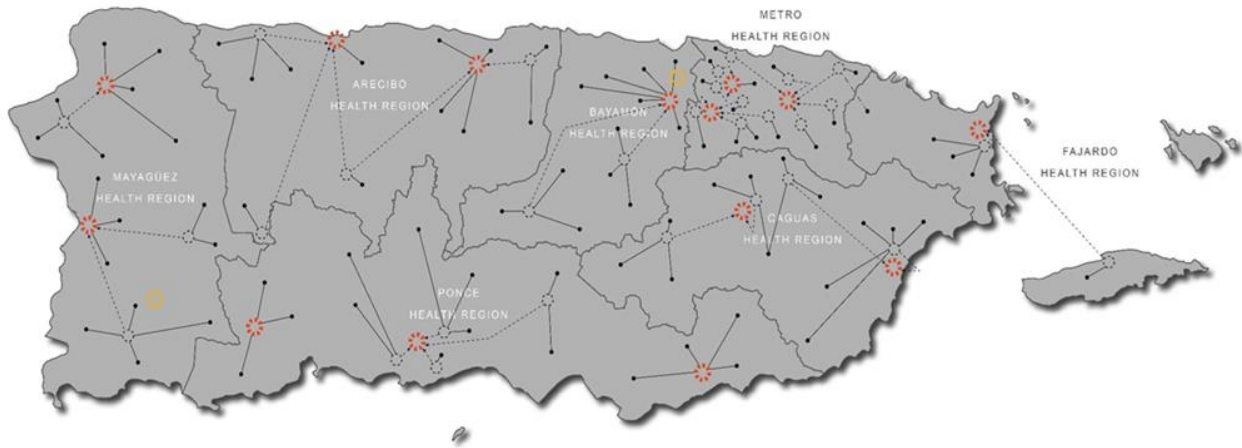 METRO
HEALTH REGION
ARECIBO
HEALTH REGION
BAYAMÓN
HEALTH REGION
FAJARDO
HEALTH REGION
MAYAGÜEZ
HEALTH REGION
CAGUAS
HEALTH REGION
PONCE
HEALTH REGION